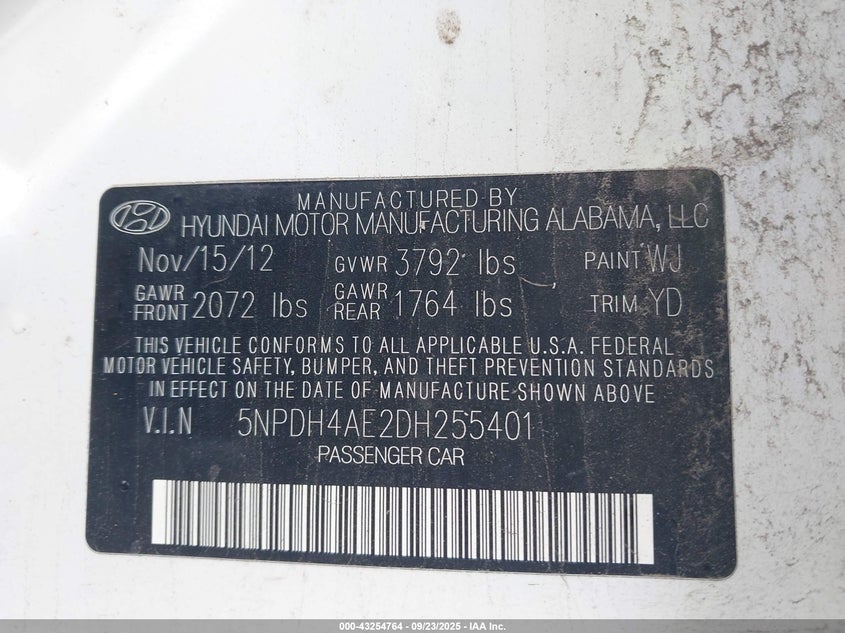 MANUFACTURED BY
HYUNDAI MOTOR MANUFACTURING ALABAMA, LLC
Nov/15/12 GVWR 3792 lbs PAINT WJ
GAWR FRONT 2072 lbs GAWR REAR 1764 lbs TRIM YD
THIS VEHICLE CONFORMS TO ALL APPLICABLE U.S.A. FEDERAL
MOTOR VEHICLE SAFETY, BUMPER, AND THEFT PREVENTION STANDARDS
IN EFFECT ON THE DATE OF MANUFACTURE SHOWN ABOVE
V.I.N 5NPDH4AE2DH255401
PASSENGER CAR
000-43254764 - 09/23/2025 - IAA Inc.